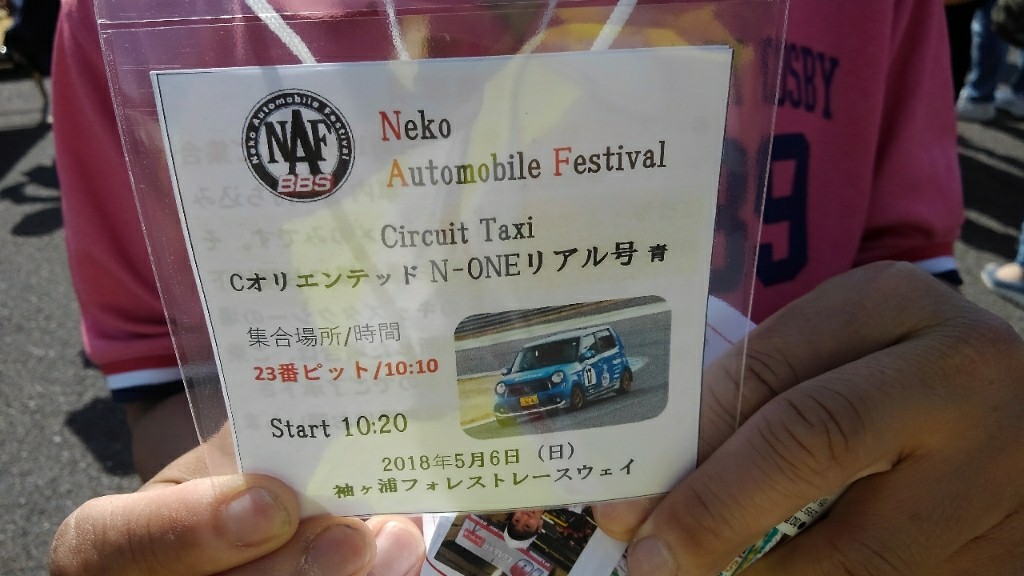 Neko Automobile Festival
NAF
BBS
Neko
Automobile Festival
Circuit Taxi
Cオリエンテッド N-ONEリアル号 青
集合場所/時間
23番ピット/10:10
Start 10:20
2018年5月6日（日）
袖ヶ浦フォレストレースウェイ
OSBY
9